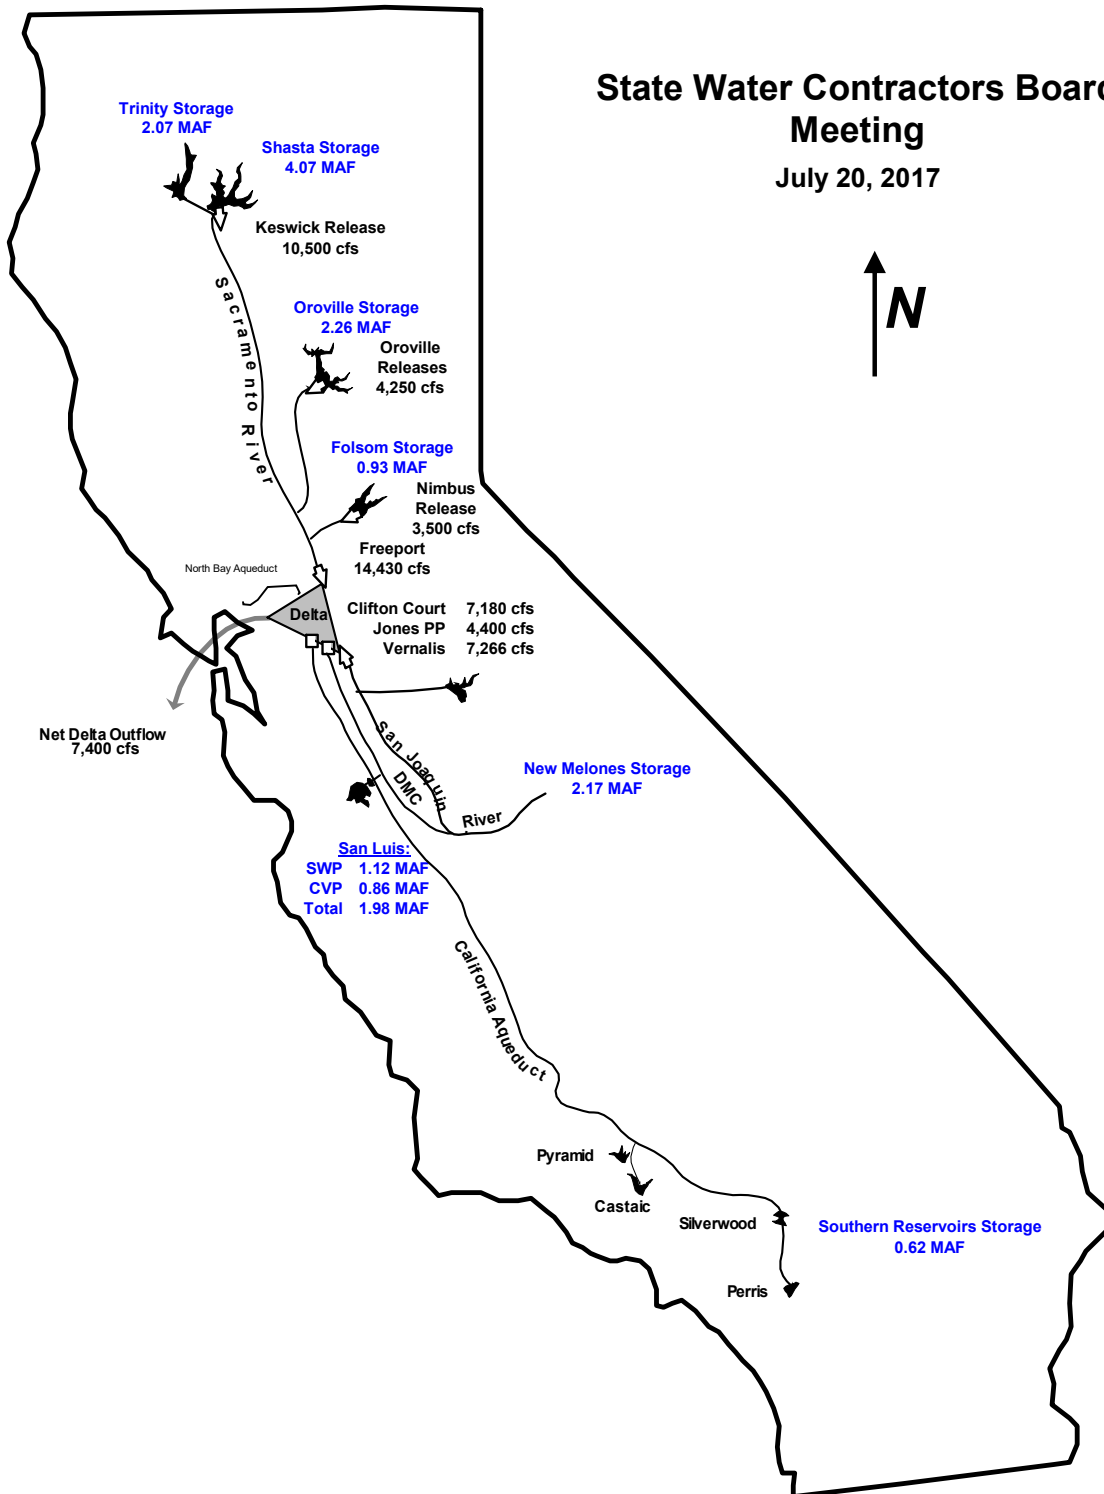 State Water Contractors Board
Meeting
July 20, 2017
Trinity Storage
2.07 MAF
Shasta Storage
4.07 MAF
Keswick Release
10,500 cfs
N
Sacramento River
Oroville Storage
2.26 MAF
Oroville
Releases
4,250 cfs
Folsom Storage
0.93 MAF
Nimbus
Release
3,500 cfs
Freeport
14,430 cfs
North Bay Aqueduct
Delta
Clifton Court 7,180 cfs
Jones PP 4,400 cfs
Vernalis 7,266 cfs
Net Delta Outflow
7,400 cfs
San Joaquin
River
DMC
New Melones Storage
2.17 MAF
San Luis:
SWP 1.12 MAF
CVP 0.86 MAF
Total 1.98 MAF
California Aqueduct
Pyramid
Castaic
Silverwood
Southern Reservoirs Storage
0.62 MAF
Perris